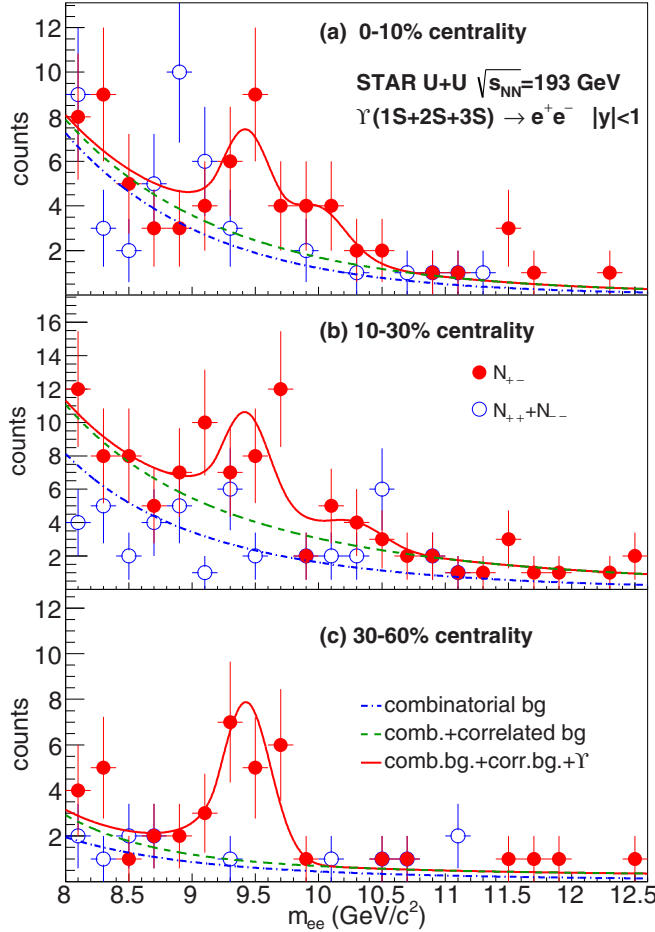 (a) 0-10% centrality
STAR U+U √sNN=193 GeV
ϒ(1S+2S+3S) → e+e− |y|<1
counts
12
10
8
6
4
2
(b) 10-30% centrality
N+−
N+++N−−
counts
16
14
12
10
8
6
4
2
(c) 30-60% centrality
combinatorial bg
comb.+correlated bg
comb.bg.+corr.bg.+ϒ
counts
12
10
8
6
4
2
8 8.5 9 9.5 10 10.5 11 11.5 12 12.5
mee (GeV/c²)